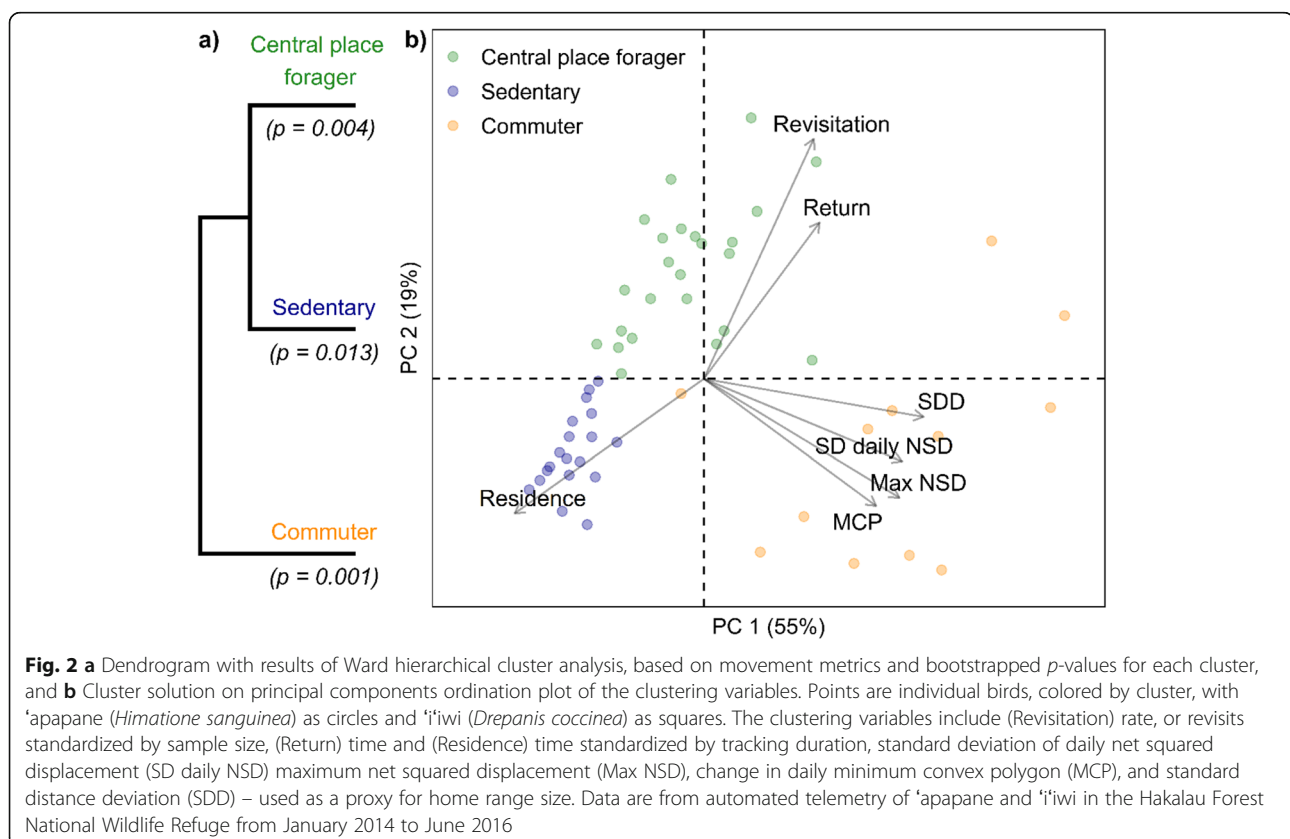 a)
Central place
forager
(p = 0.004)
Sedentary
(p = 0.013)
Commuter
(p = 0.001)
b)
Central place forager
Sedentary
Commuter
Revisitation
Return
SDD
SD daily NSD
Max NSD
MCP
Residence
PC 2 (19%)
PC 1 (55%)
Fig. 2 a Dendrogram with results of Ward hierarchical cluster analysis, based on movement metrics and bootstrapped p-values for each cluster,
and b Cluster solution on principal components ordination plot of the clustering variables. Points are individual birds, colored by cluster, with
ʻapapane (Himatione sanguinea) as circles and ʻiʻiwi (Drepanis coccinea) as squares. The clustering variables include (Revisitation) rate, or revisits
standardized by sample size, (Return) time and (Residence) time standardized by tracking duration, standard deviation of daily net squared
displacement (SD daily NSD) maximum net squared displacement (Max NSD), change in daily minimum convex polygon (MCP), and standard
distance deviation (SDD) – used as a proxy for home range size. Data are from automated telemetry of ʻapapane and ʻiʻiwi in the Hakalau Forest
National Wildlife Refuge from January 2014 to June 2016